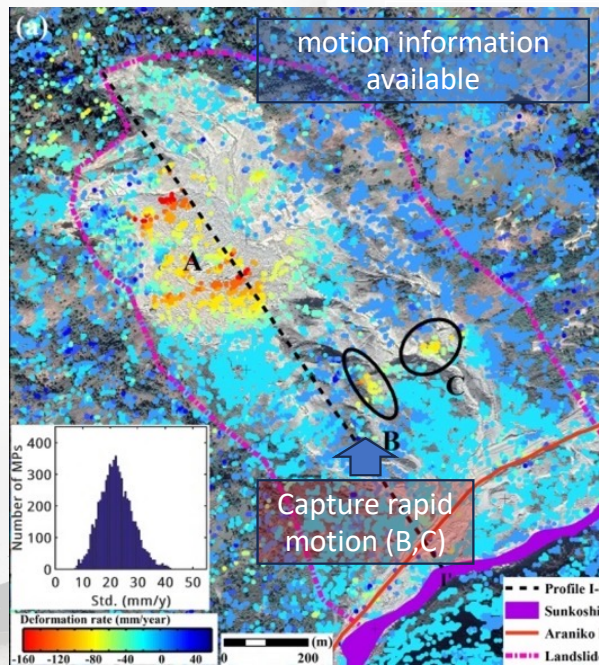 (a)
motion information
available
A
C
B
Capture rapid
motion (B,C)
Number of MPs
400
300
200
100
0
0 10 20 30 40 50
Std. (mm/y)
Deformation rate (mm/year)
-160 -120 -80 -40 0 40
(m)
0 200
Profile I-
Sunkoshi
Araniko
Landslid